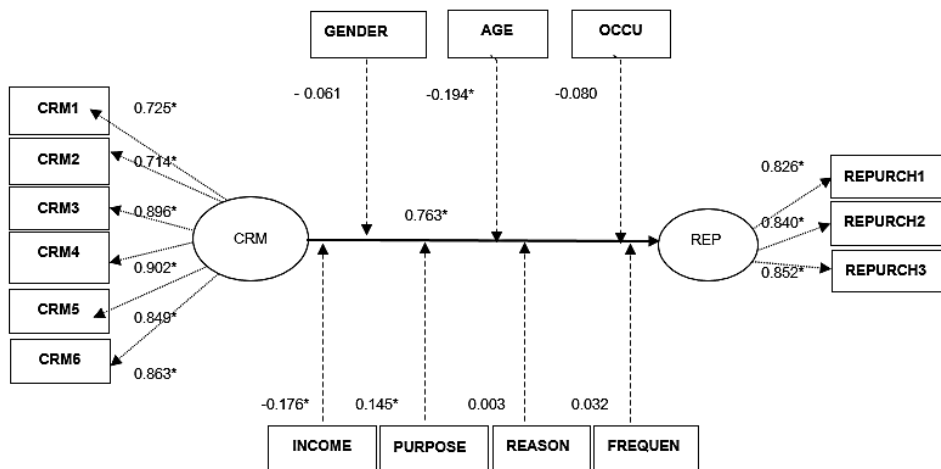 GENDER AGE OCCU
- 0.061 -0.194* -0.080
CRM1 0.725*
CRM2 0.714*
CRM3 0.896*
CRM4 0.902*
CRM5 0.849*
CRM6 0.863*
CRM 0.763* REP
0.826* REPURCH1
0.840* REPURCH2
0.852* REPURCH3
-0.176* 0.145* 0.003 0.032
INCOME PURPOSE REASON FREQUEN